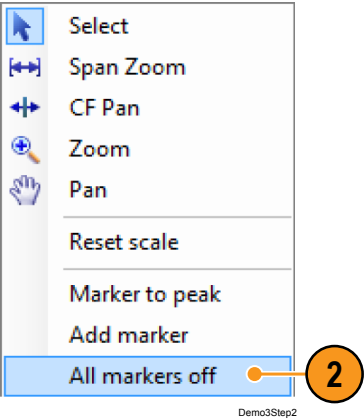 Select
Span Zoom
CF Pan
Zoom
Pan
Reset scale
Marker to peak
Add marker
All markers off
2
Demo3Step2